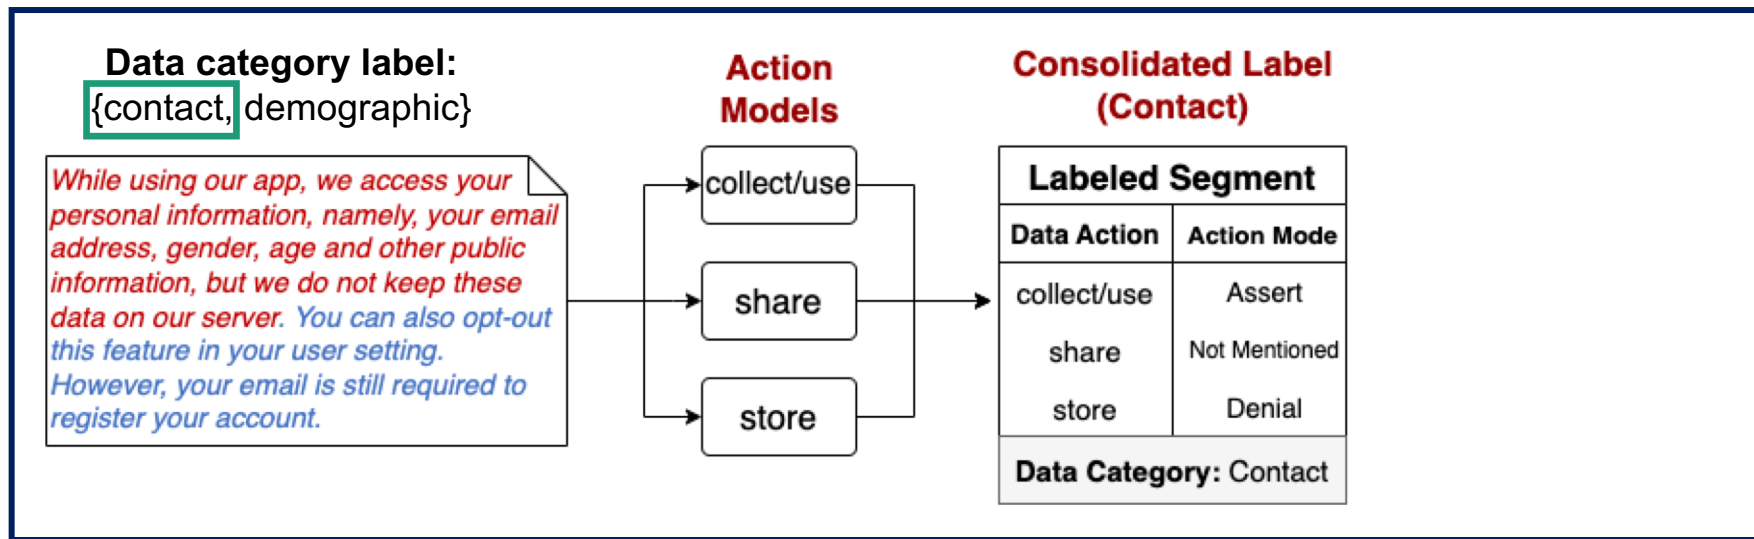 Data category label:
{contact, demographic}
While using our app, we access your
personal information, namely, your email
address, gender, age and other public
information, but we do not keep these
data on our server. You can also opt-out
this feature in your user setting.
However, your email is still required to
register your account.
Action
Models
collect/use
share
store
Consolidated Label
(Contact)
Labeled Segment
Data Action Action Mode
collect/use Assert
share Not Mentioned
store Denial
Data Category: Contact